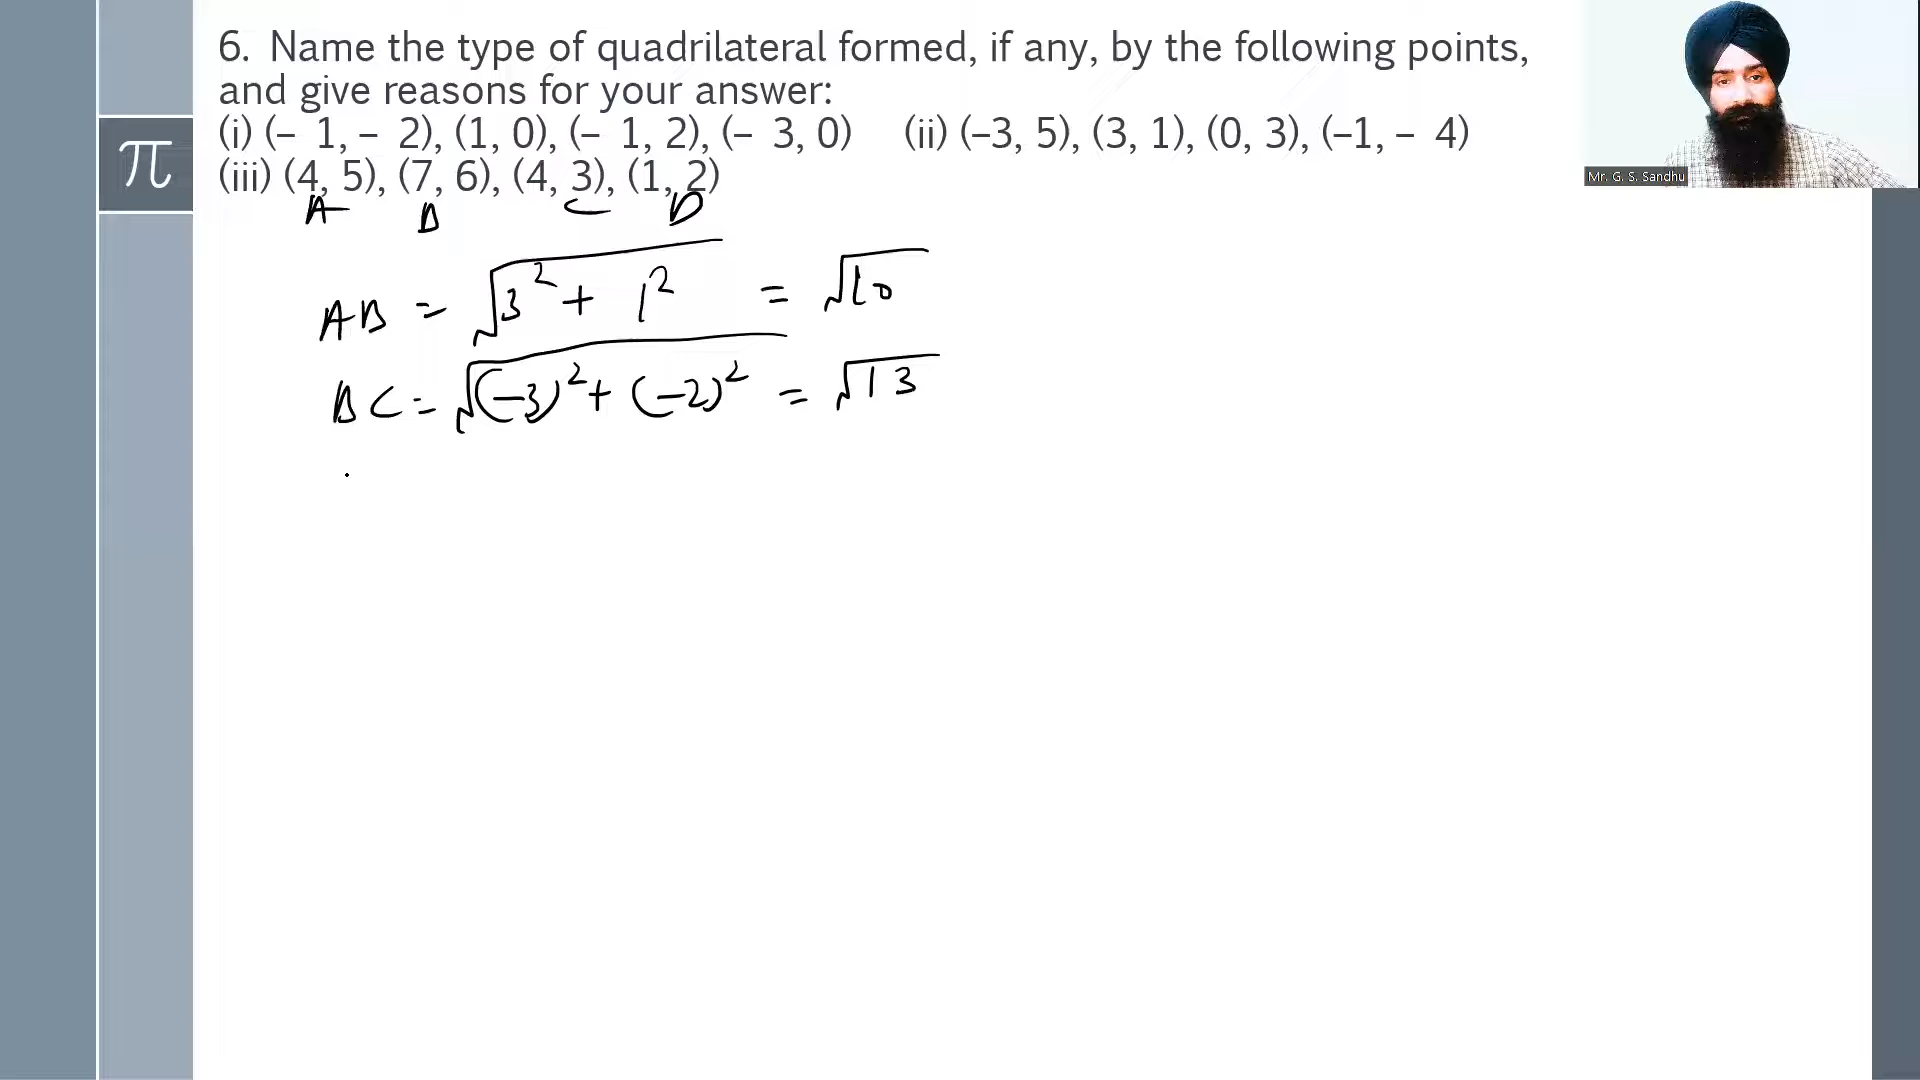 6. Name the type of quadrilateral formed, if any, by the following points,
and give reasons for your answer:
(i) (– 1, – 2), (1, 0), (– 1, 2), (– 3, 0) (ii) (–3, 5), (3, 1), (0, 3), (–1, – 4)
(iii) (4, 5), (7, 6), (4, 3), (1, 2)
π
Mr. G. S. Sandhu
A B C D
AB = √(3² + 1²) = √10
BC = √((-3)² + (-2)²) = √13